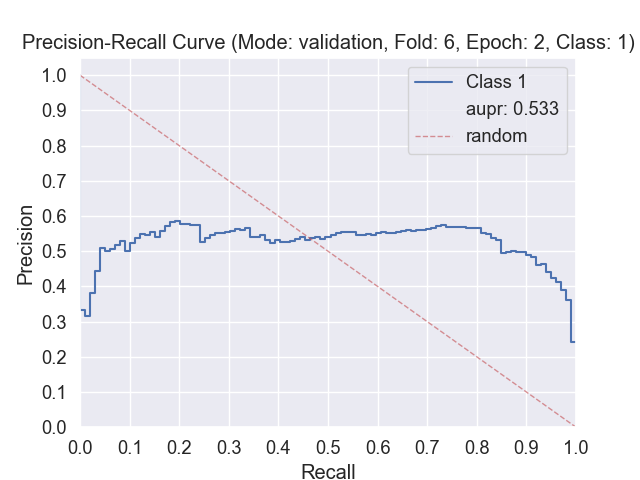 Precision-Recall Curve (Mode: validation, Fold: 6, Epoch: 2, Class: 1)
1.0
0.9
0.8
0.7
0.6
0.5
0.4
0.3
0.2
0.1
0.0
Precision
Class 1
aupr: 0.533
random
0.0 0.1 0.2 0.3 0.4 0.5 0.6 0.7 0.8 0.9 1.0
Recall